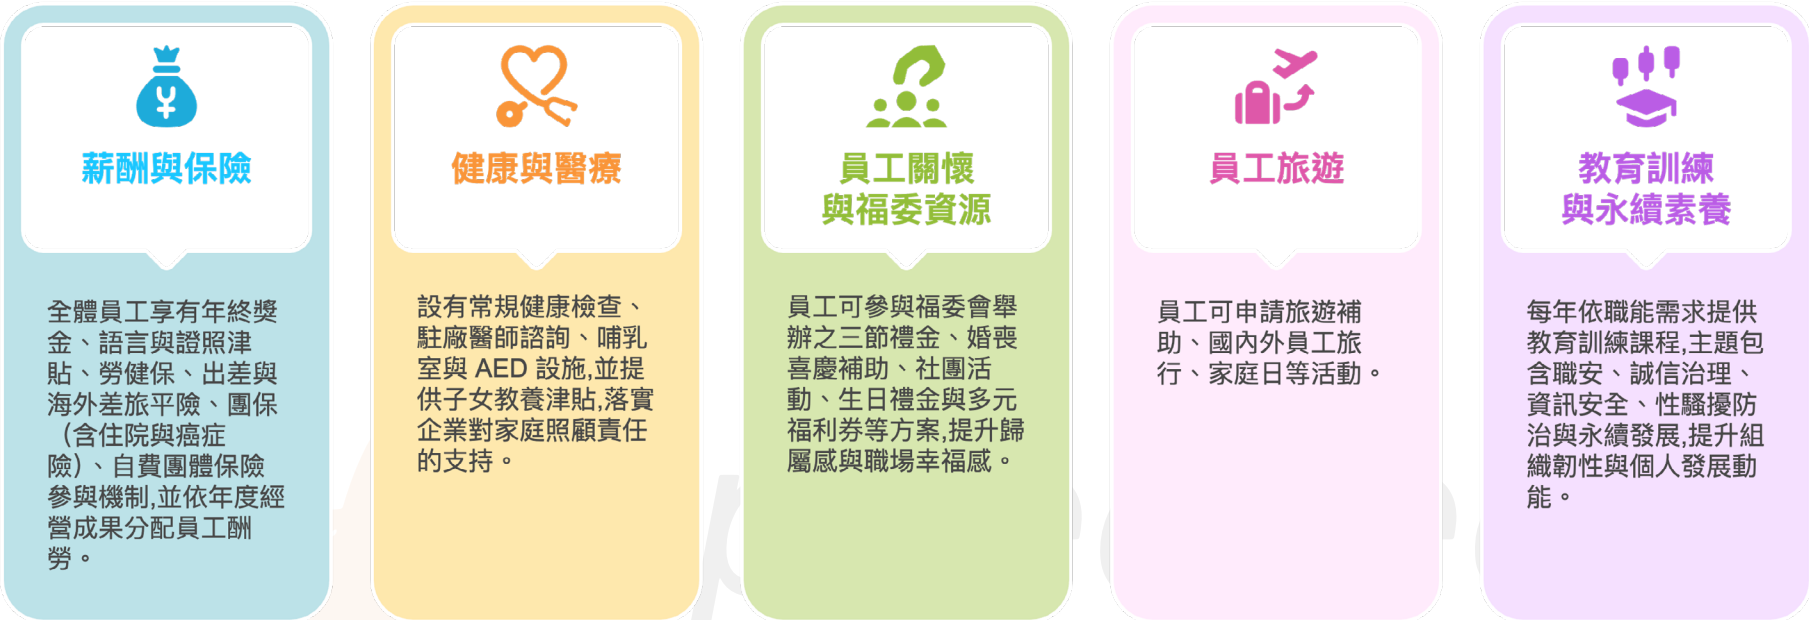 薪酬與保險
全體員工享有年終獎
金、語言與證照津
貼、勞健保、出差與
海外差旅平險、團保
（含住院與癌症
險)、自費團體保險
參與機制,並依年度經
營成果分配員工酬
勞。
健康與醫療
設有常規健康檢查、
駐廠醫師諮詢、哺乳
室與 AED 設施,並提
供子女教養津貼,落實
企業對家庭照顧責任
的支持。
員工關懷
與福委資源
員工可參與福委會舉
辦之三節禮金、婚喪
喜慶補助、社團活
動、生日禮金與多元
福利券等方案,提升歸
屬感與職場幸福感。
員工旅遊
員工可申請旅遊補
助、國內外員工旅
行、家庭日等活動。
教育訓練
與永續素養
每年依職能需求提供
教育訓練課程,主題包
含職安、誠信治理、
資訊安全、性騷擾防
治與永續發展,提升組
織韌性與個人發展動
能。